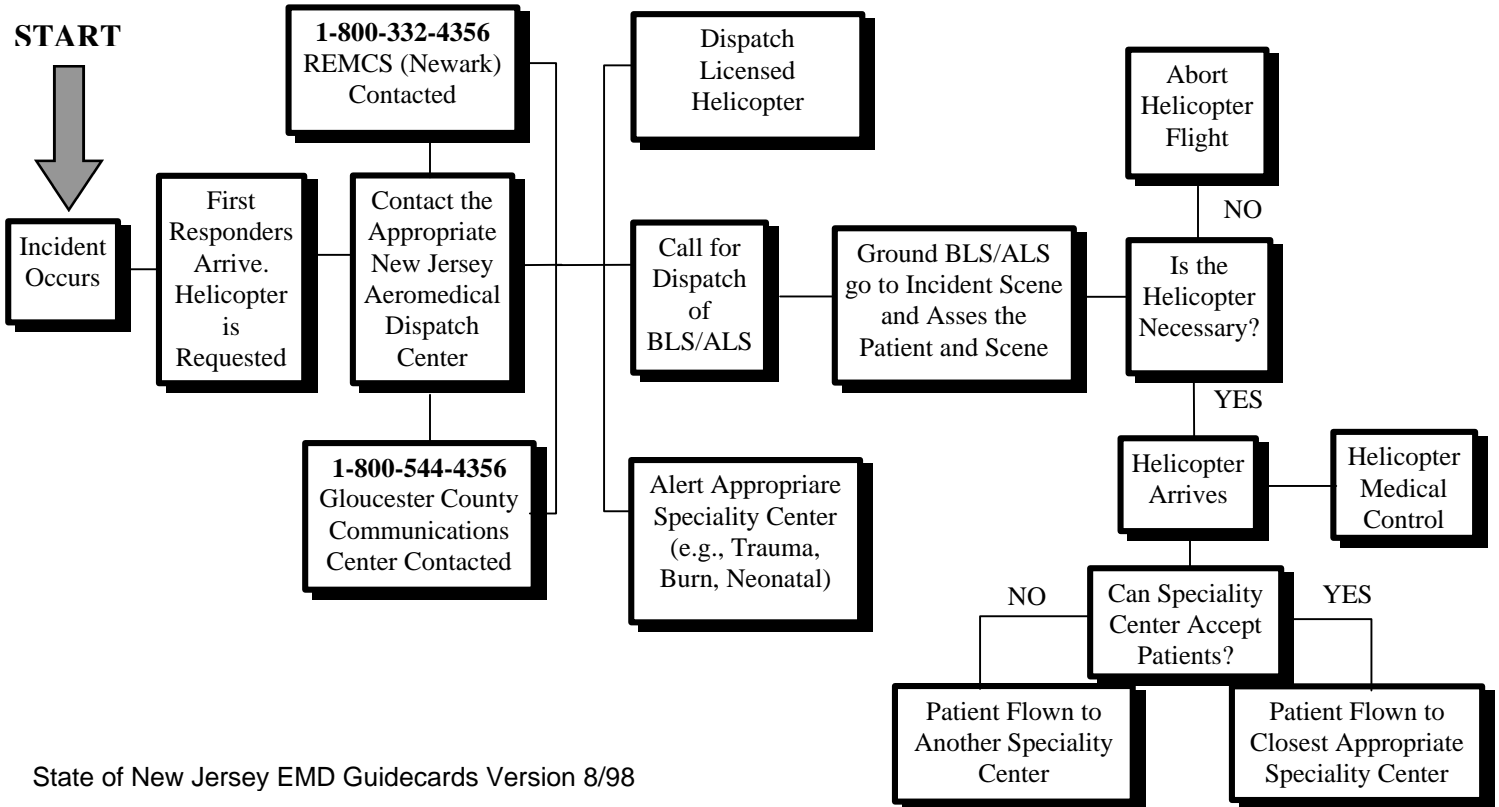 START
Incident
Occurs
First
Responders
Arrive.
Helicopter
is
Requested
1-800-332-4356
REMCS (Newark)
Contacted
Contact the
Appropriate
New Jersey
Aeromedical
Dispatch
Center
1-800-544-4356
Gloucester County
Communications
Center Contacted
Dispatch
Licensed
Helicopter
Call for
Dispatch
of
BLS/ALS
Alert Approprare
Speciality Center
(e.g., Trauma,
Burn, Neonatal)
Ground BLS/ALS
go to Incident Scene
and Asses the
Patient and Scene
Abort
Helicopter
Flight
NO
Is the
Helicopter
Necessary?
YES
Helicopter
Arrives
Helicopter
Medical
Control
NO
Can Speciality
Center Accept
Patients?
YES
Patient Flown to
Another Speciality
Center
Patient Flown to
Closest Appropriate
Speciality Center
State of New Jersey EMD Guidecards Version 8/98